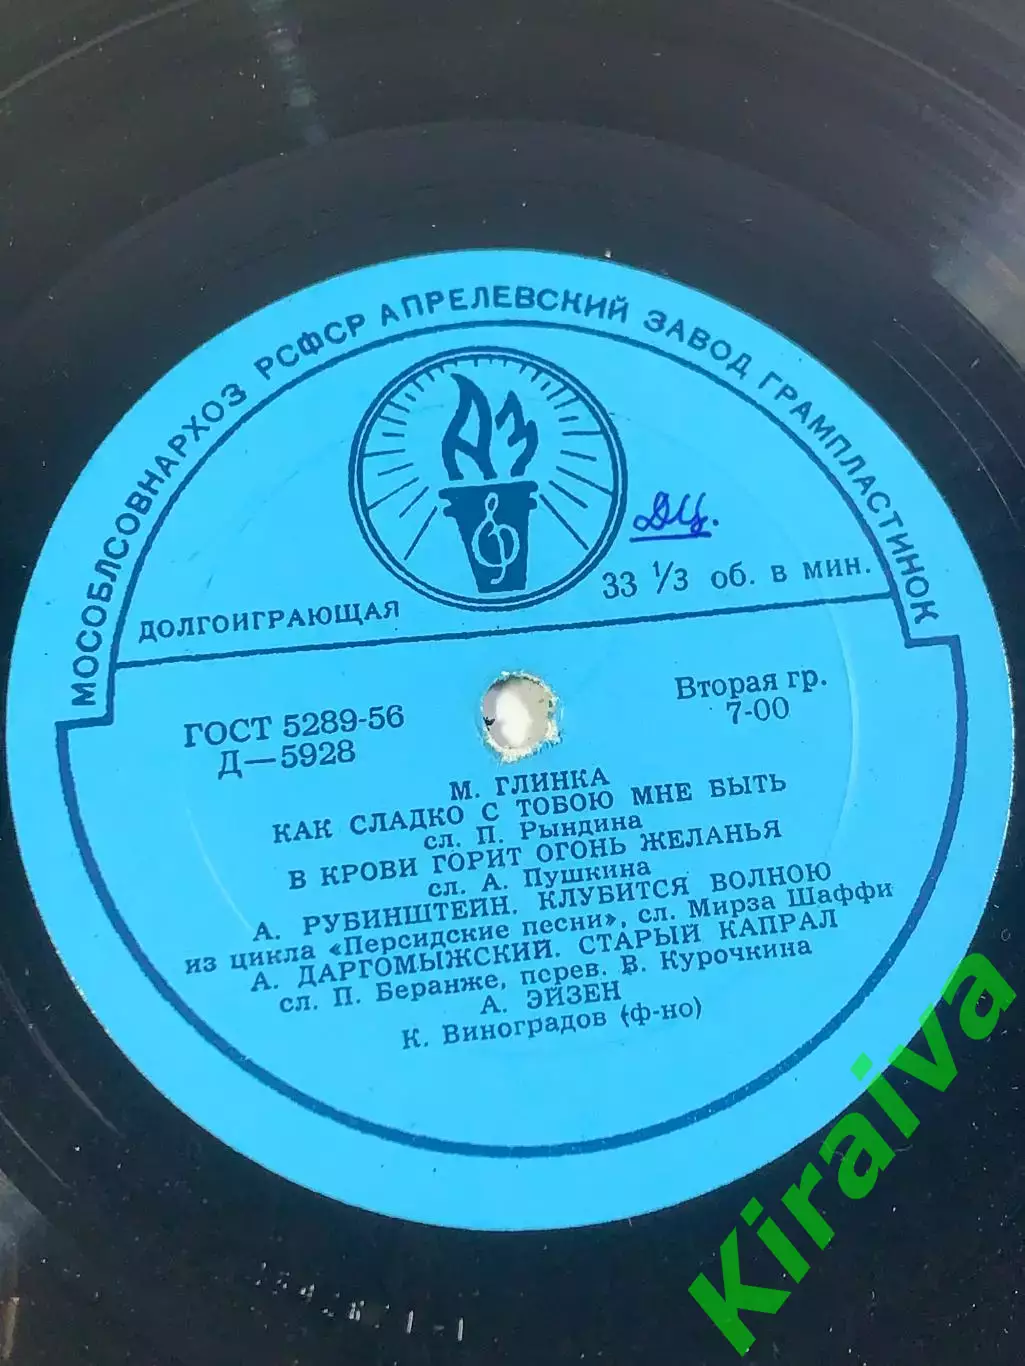 МОСОБЛСОВНАРХОЗ РСФСР АПРЕЛЕВСКИЙ ЗАВОД ГРАМПЛАСТИНОК
АЗ
ДЦ.
ДОЛГОИГРАЮЩАЯ
33 1/3 об. в мин.
ГОСТ 5289-56
Д—5928
Вторая гр.
7-00
М. ГЛИНКА
КАК СЛАДКО С ТОБОЮ МНЕ БЫТЬ
сл. П. Рындина
В КРОВИ ГОРИТ ОГОНЬ ЖЕЛАНЬЯ
сл. А. Пушкина
А. РУБИНШТЕЙН. КЛУБИТСЯ ВОЛНОЮ
из цикла «Персидские песни», сл. Мирза Шаффи
А. ДАРГОМЫЖСКИЙ. СТАРЫЙ КАПРАЛ
сл. П. Беранже, перев. В. Курочкина
А. ЭЙЗЕН
К. Виноградов (ф-но)
Kiraiva